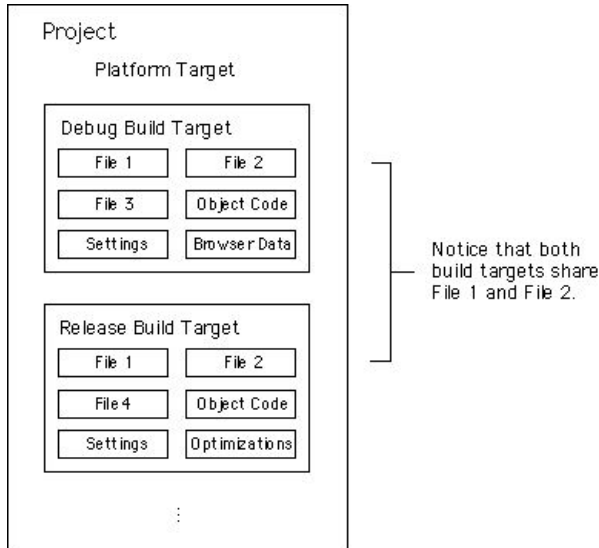 Project
Platform Target
Debug Build Target
File 1
File 2
File 3
Object Code
Settings
Browser Data
Notice that both
build targets share
File 1 and File 2.
Release Build Target
File 1
File 2
File 4
Object Code
Settings
Optimizations